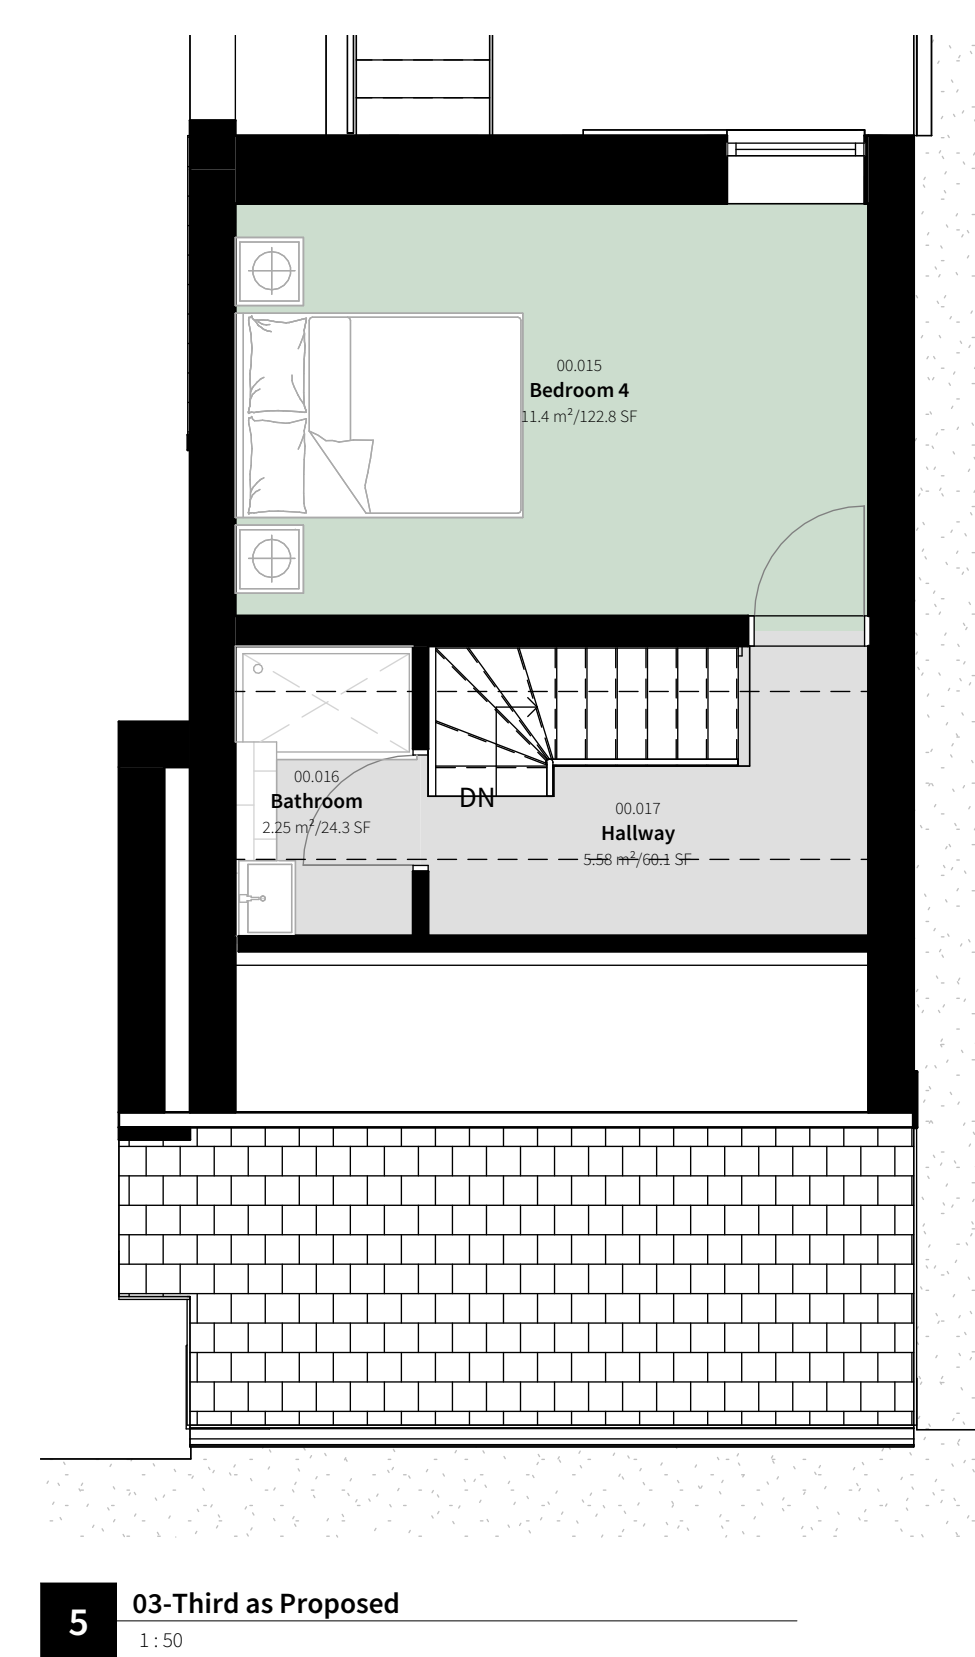 00.015
Bedroom 4
11.4 m²/122.8 SF
00.016
Bathroom
2.25 m²/24.3 SF
DN
00.017
Hallway
5.58 m²/60.1 SF
5
03-Third as Proposed
1 : 50